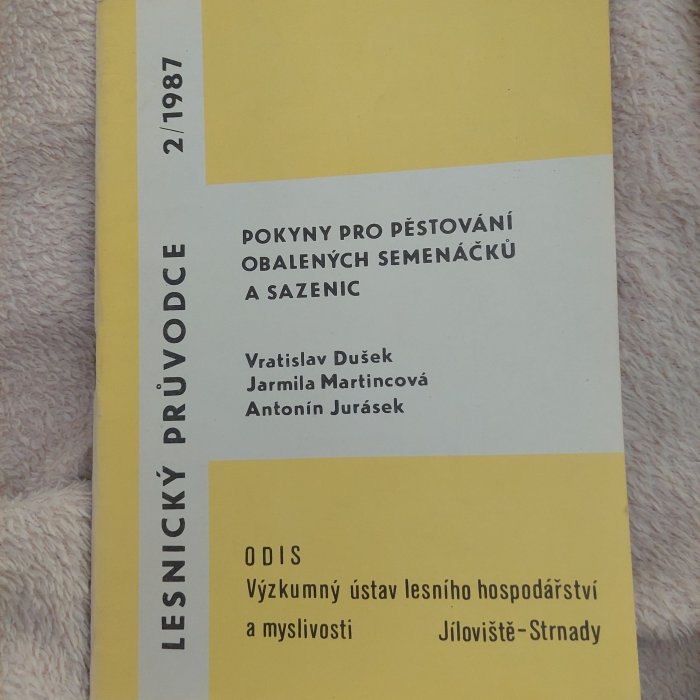 LESNICKÝ PRŮVODCE 2/1987
POKYNY PRO PĚSTOVÁNÍ
OBALENÝCH SEMENÁČKŮ
A SAZENIC
Vratislav Dušek
Jarmila Martincová
Antonín Jurásek
ODIS
Výzkumný ústav lesního hospodářství
a myslivosti Jíloviště-Strnady